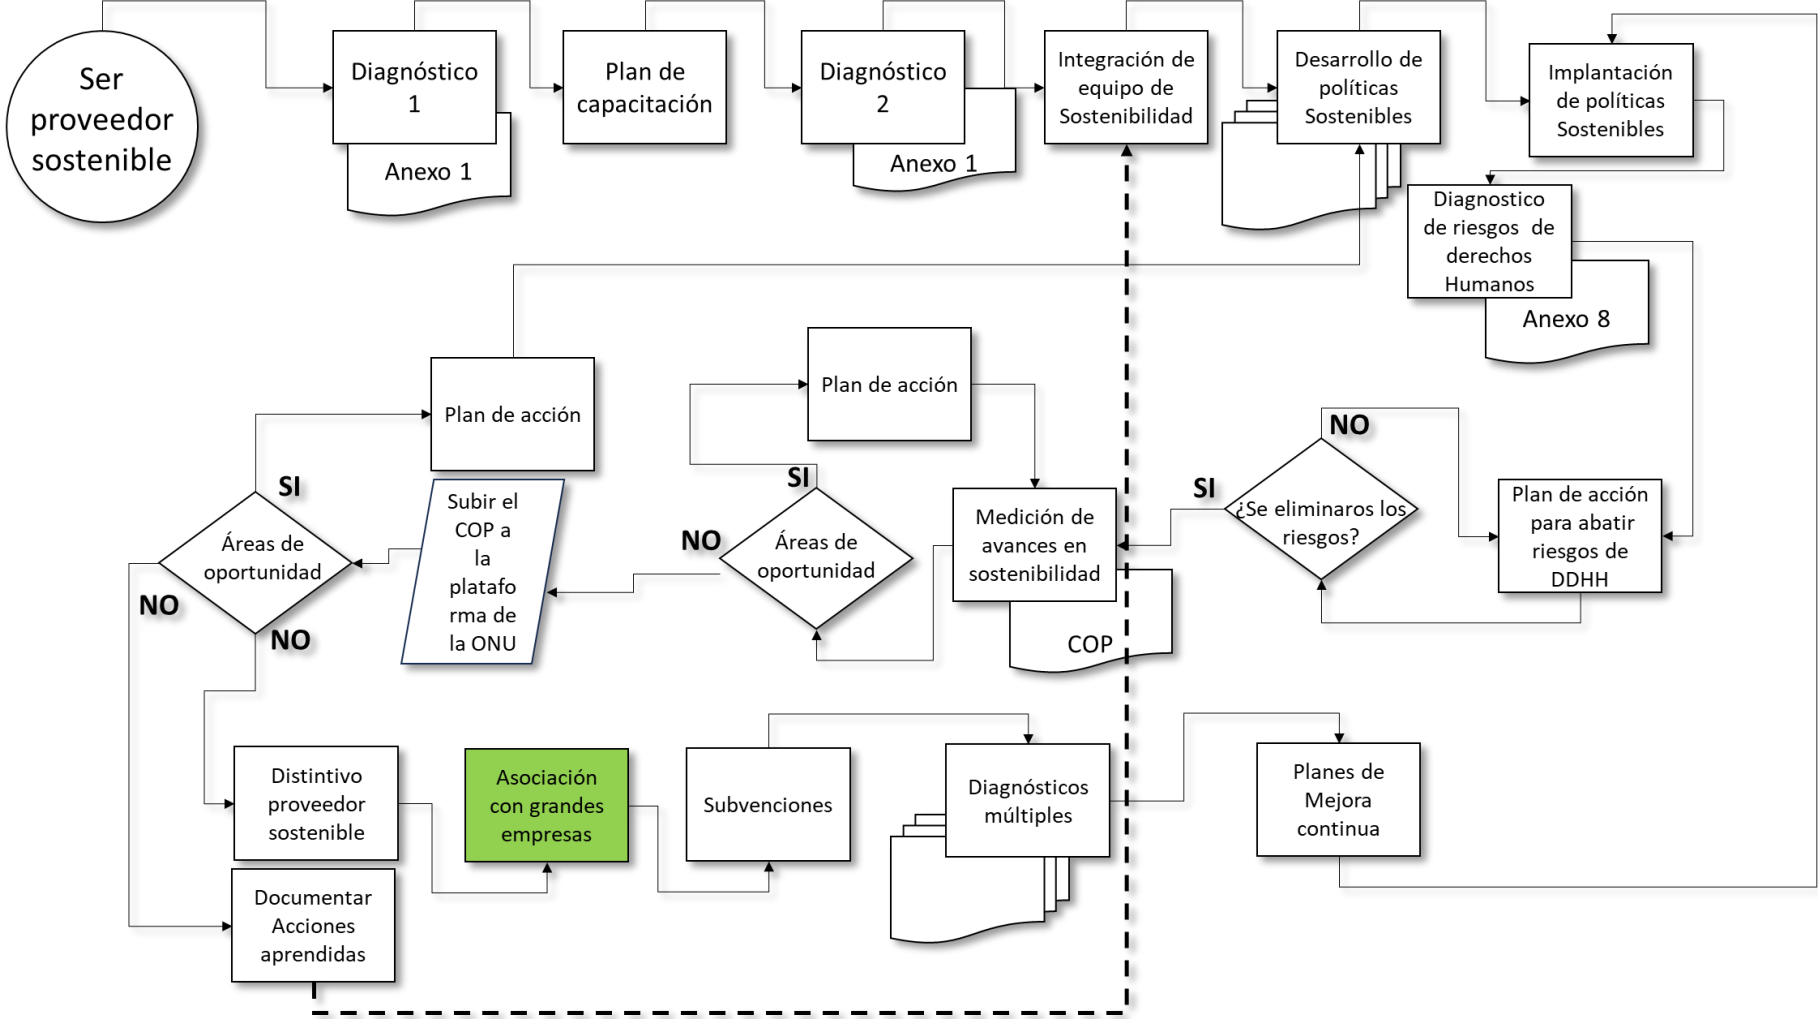 Ser
proveedor
sostenible
Diagnóstico
1
Anexo 1
Plan de
capacitación
Diagnóstico
2
Anexo 1
Integración de
equipo de
Sostenibilidad
Desarrollo de
políticas
Sostenibles
Implantación
de políticas
Sostenibles
Diagnostico
de riesgos de
derechos
Humanos
Anexo 8
Plan de acción
para abatir
riesgos de
DDHH
NO
¿Se eliminaros los
riesgos?
SI
Medición de
avances en
sostenibilidad
COP
Plan de acción
SI
Áreas de
oportunidad
NO
Subir el
COP a
la
platafo
rma de
la ONU
Plan de acción
SI
Áreas de
oportunidad
NO
NO
Distintivo
proveedor
sostenible
Asociación
con grandes
empresas
Subvenciones
Diagnósticos
múltiples
Planes de
Mejora
continua
Documentar
Acciones
aprendidas